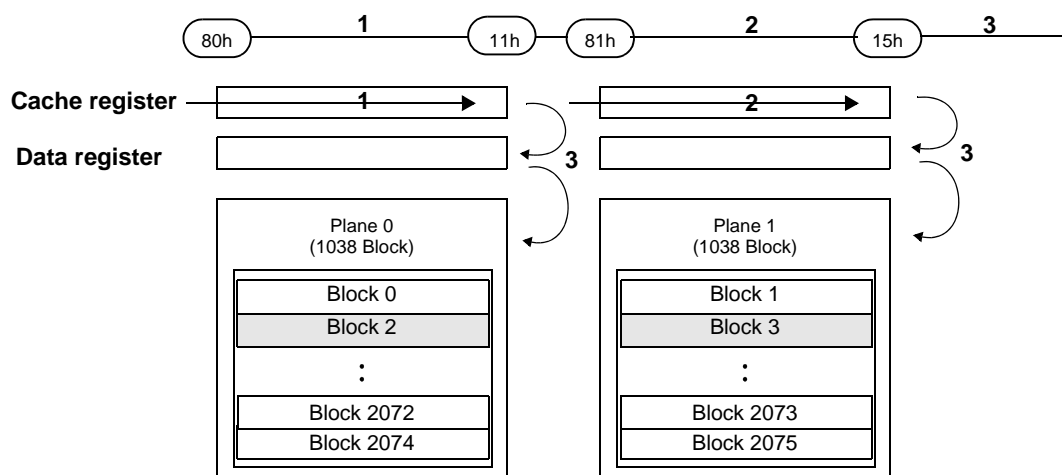 1 2 3
80h 11h 81h 15h
Cache register 1 2
Data register 3 3
Plane 0 Plane 1
(1038 Block) (1038 Block)
Block 0 Block 1
Block 2 Block 3
: :
Block 2072 Block 2073
Block 2074 Block 2075